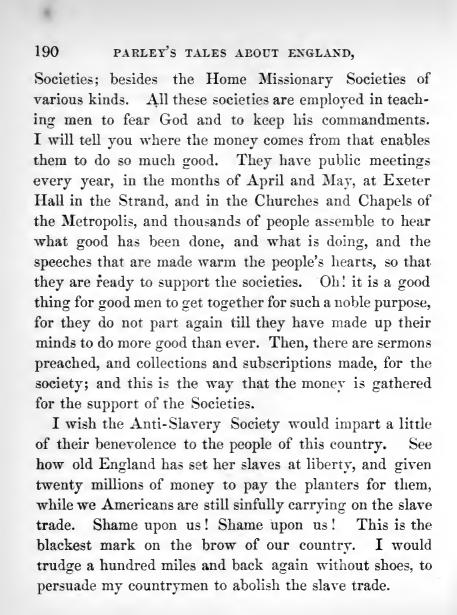 190 PARLEY'S TALES ABOUT ENGLAND,
Societies; besides the Home Missionary Societies of
various kinds. All these societies are employed in teach-
ing men to fear God and to keep his commandments.
I will tell you where the money comes from that enables
them to do so much good. They have public meetings
every year, in the months of April and May, at Exeter
Hall in the Strand, and in the Churches and Chapels of
the Metropolis, and thousands of people assemble to hear
what good has been done, and what is doing, and the
speeches that are made warm the people's hearts, so that
they are ready to support the societies. Oh! it is a good
thing for good men to get together for such a noble purpose,
for they do not part again till they have made up their
minds to do more good than ever. Then, there are sermons
preached, and collections and subscriptions made, for the
society; and this is the way that the money is gathered
for the support of the Societies.
I wish the Anti-Slavery Society would impart a little
of their benevolence to the people of this country. See
how old England has set her slaves at liberty, and given
twenty millions of money to pay the planters for them,
while we Americans are still sinfully carrying on the slave
trade. Shame upon us! Shame upon us! This is the
blackest mark on the brow of our country. I would
trudge a hundred miles and back again without shoes, to
persuade my countrymen to abolish the slave trade.